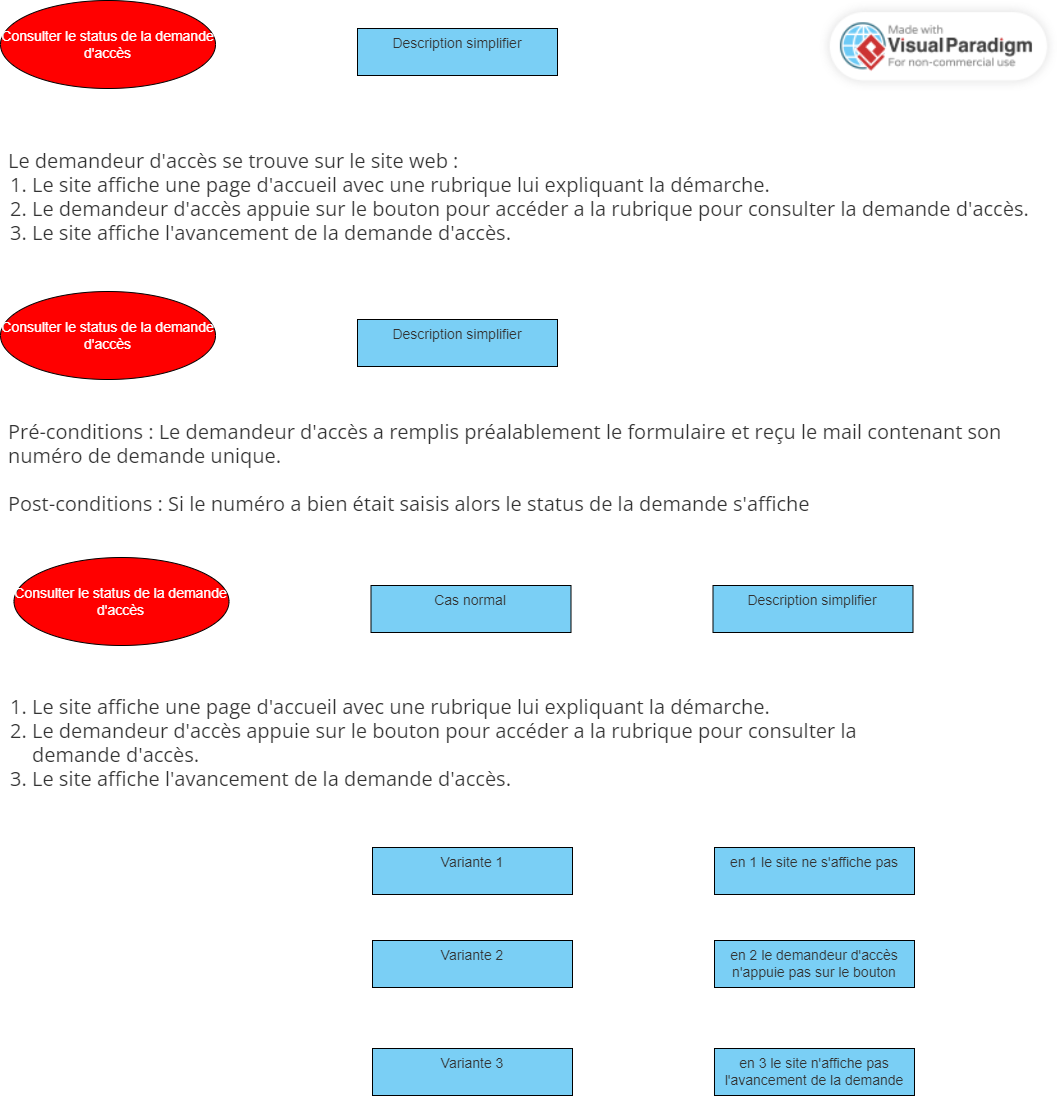 Consulter le status de la demande
d'accès
Description simplifier
Made with
Visual Paradigm
For non-commercial use
Le demandeur d'accès se trouve sur le site web :
1. Le site affiche une page d'accueil avec une rubrique lui expliquant la démarche.
2. Le demandeur d'accès appuie sur le bouton pour accéder a la rubrique pour consulter la demande d'accès.
3. Le site affiche l'avancement de la demande d'accès.
Consulter le status de la demande
d'accès
Description simplifier
Pré-conditions : Le demandeur d'accès a remplis préalablement le formulaire et reçu le mail contenant son
numéro de demande unique.
Post-conditions : Si le numéro a bien était saisis alors le status de la demande s'affiche
Consulter le status de la demande
d'accès
Cas normal
Description simplifier
1. Le site affiche une page d'accueil avec une rubrique lui expliquant la démarche.
2. Le demandeur d'accès appuie sur le bouton pour accéder a la rubrique pour consulter la
demande d'accès.
3. Le site affiche l'avancement de la demande d'accès.
Variante 1
en 1 le site ne s'affiche pas
Variante 2
en 2 le demandeur d'accès
n'appuie pas sur le bouton
Variante 3
en 3 le site n'affiche pas
l'avancement de la demande